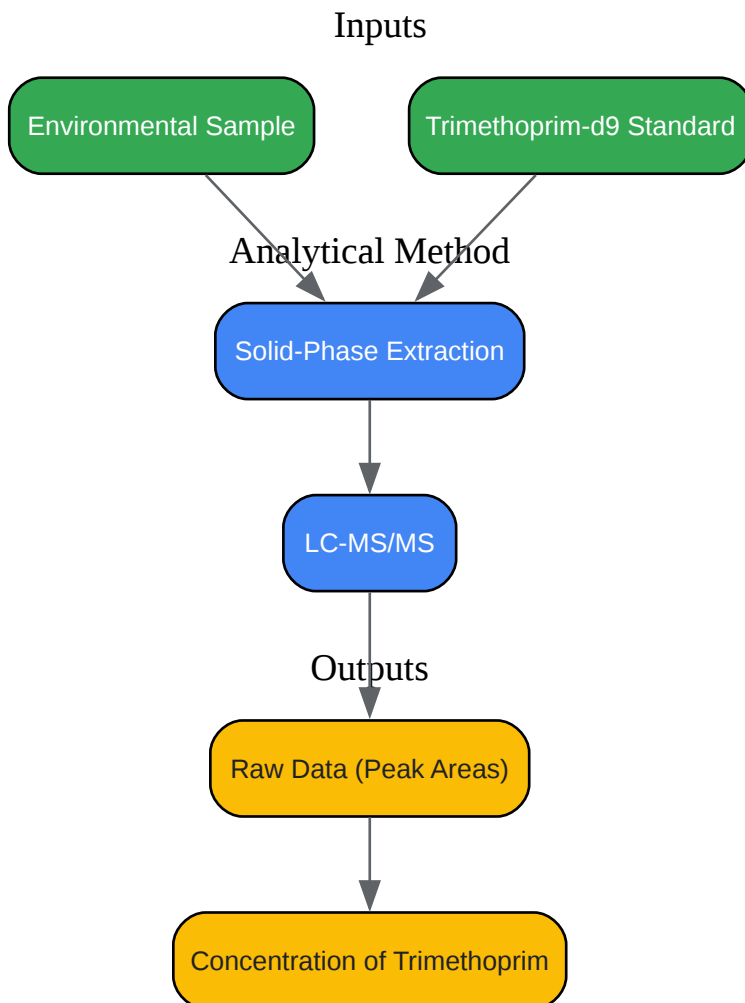 Inputs
Environmental Sample
Trimethoprim-d9 Standard
Analytical Method
Solid-Phase Extraction
LC-MS/MS
Outputs
Raw Data (Peak Areas)
Concentration of Trimethoprim